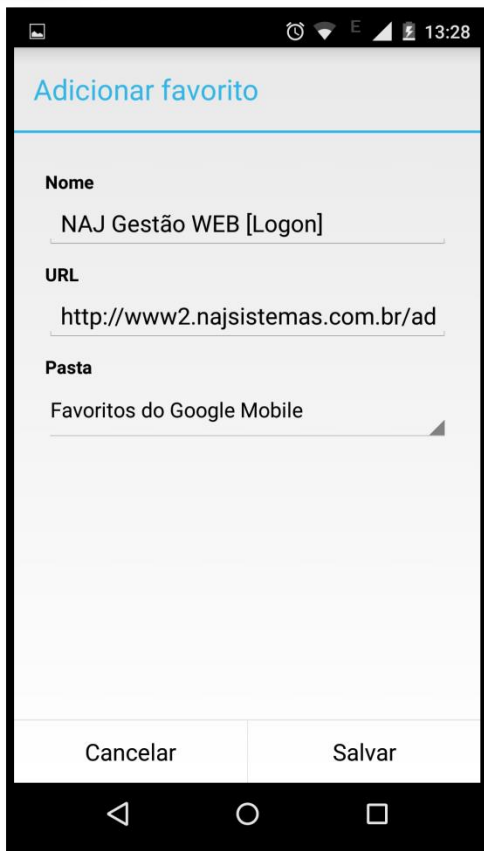 E 13:28
Adicionar favorito
Nome
NAJ Gestão WEB [Logon]
URL
http://www2.najsistemas.com.br/ad
Pasta
Favoritos do Google Mobile
Cancelar Salvar